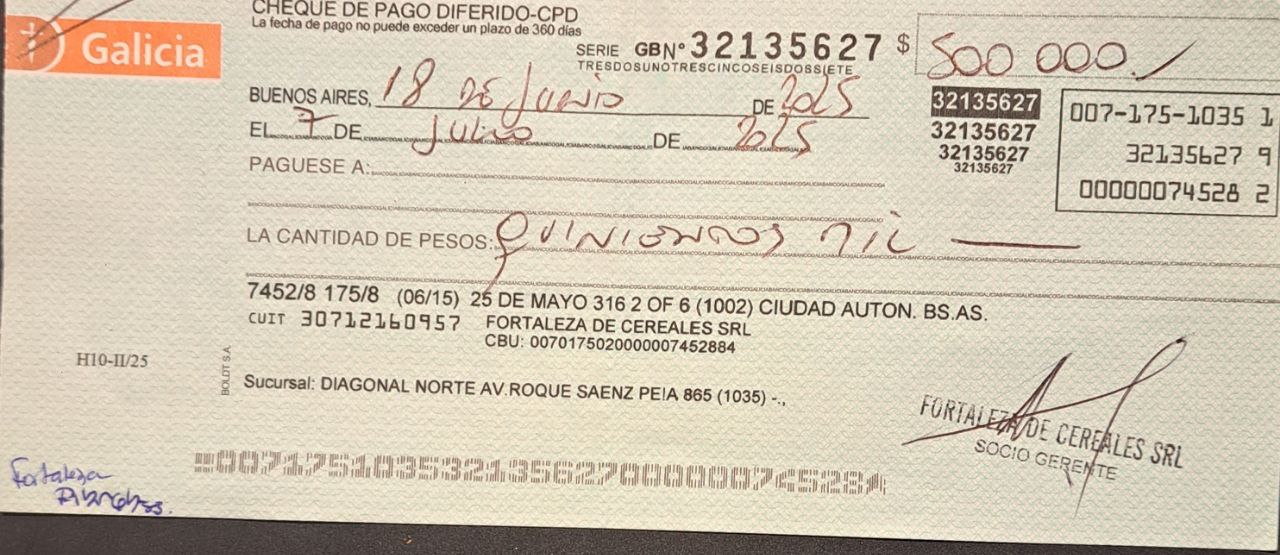 CHEQUE DE PAGO DIFERIDO-CPD
La fecha de pago no puede exceder un plazo de 360 días
Galicia
SERIE GB Nº 32135627 $ 500 000.
TRESDOSUNOTRESCINCOSEISDOSSIETE
BUENOS AIRES, 18 DE Junio DE 2025
EL 7 DE Julio DE 2025
PAGUESE A:
32135627
32135627
32135627
32135627
007-175-1035 1
32135627 9
00000074528 2
LA CANTIDAD DE PESOS: Quinientos mil
7452/8 175/8 (06/15) 25 DE MAYO 316 2 OF 6 (1002) CIUDAD AUTON. BS.AS.
CUIT 30712160957 FORTALEZA DE CEREALES SRL
CBU: 0070175020000007452884
H10-II/25
BOLDT S.A
Sucursal: DIAGONAL NORTE AV.ROQUE SAENZ PEIA 865 (1035) -.,
FORTALEZA DE CEREALES SRL
SOCIO GERENTE
00717510353213562700000074528
Fortaleza